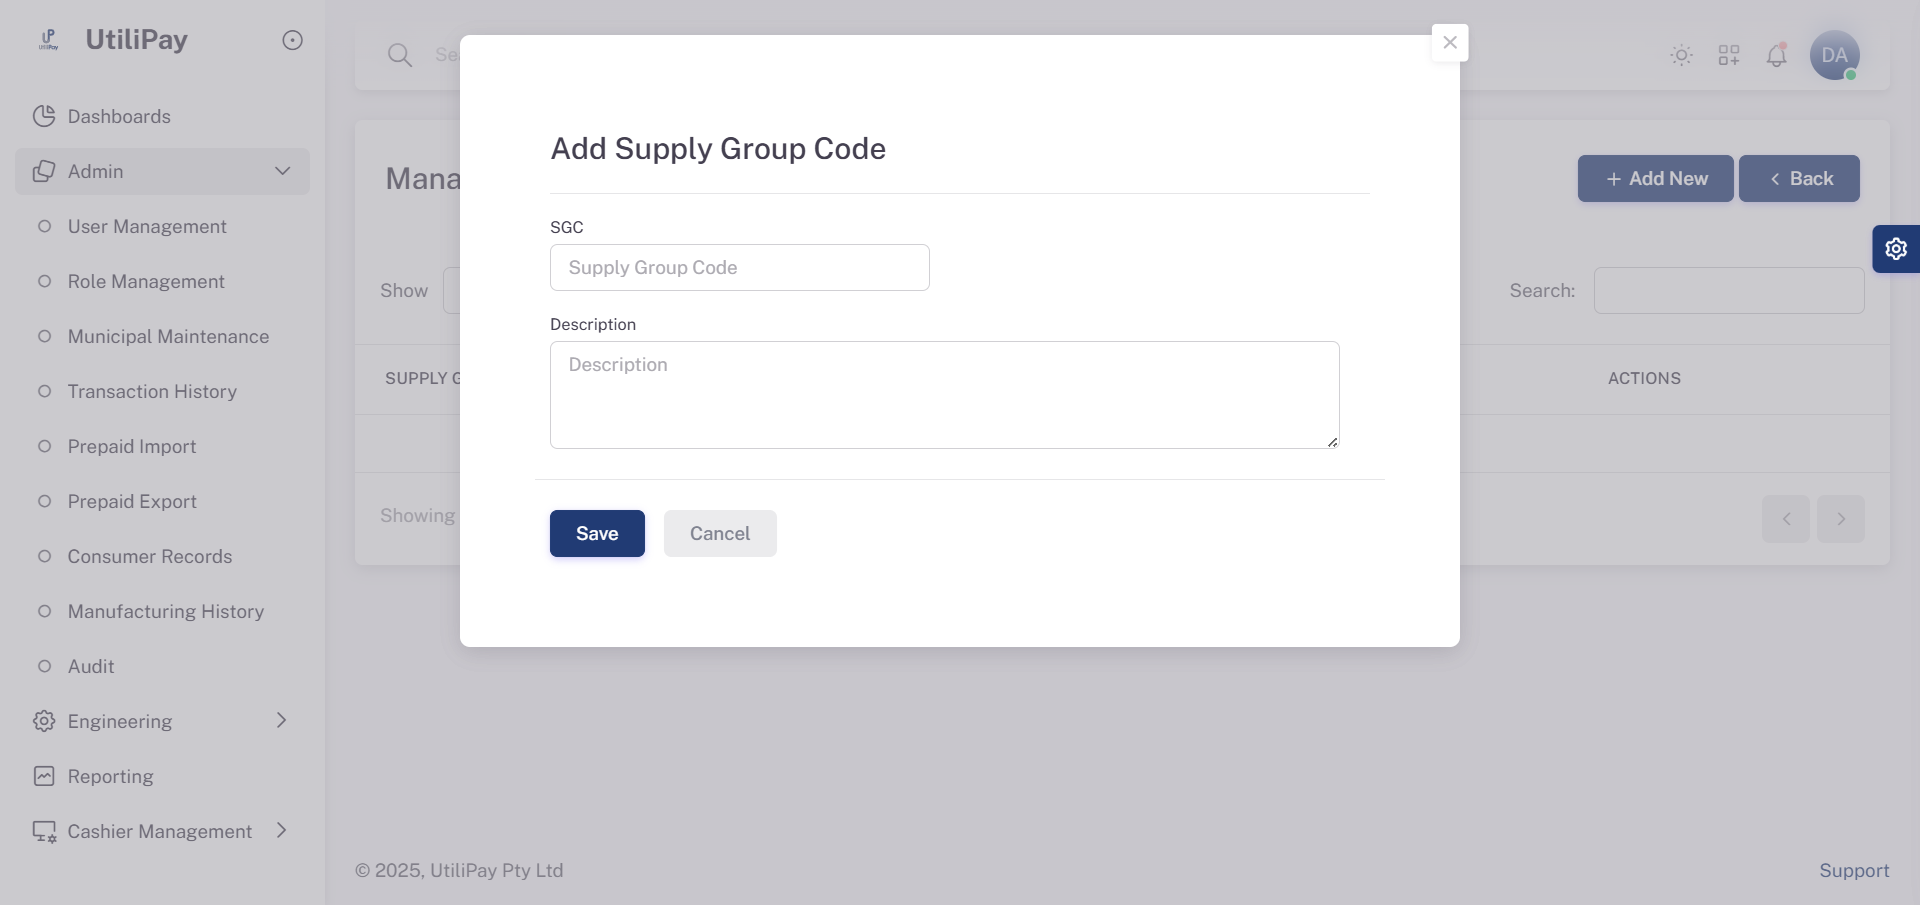 UP
UtiliPay
UtiliPay
Dashboards
Admin
User Management
Role Management
Municipal Maintenance
Transaction History
Prepaid Import
Prepaid Export
Consumer Records
Manufacturing History
Audit
Engineering
Reporting
Cashier Management
DA
Add New
Back
Show
Search:
SUPPLY
ACTIONS
Showing
Add Supply Group Code
SGC
Supply Group Code
Description
Description
Save
Cancel
© 2025, UtiliPay Pty Ltd
Support